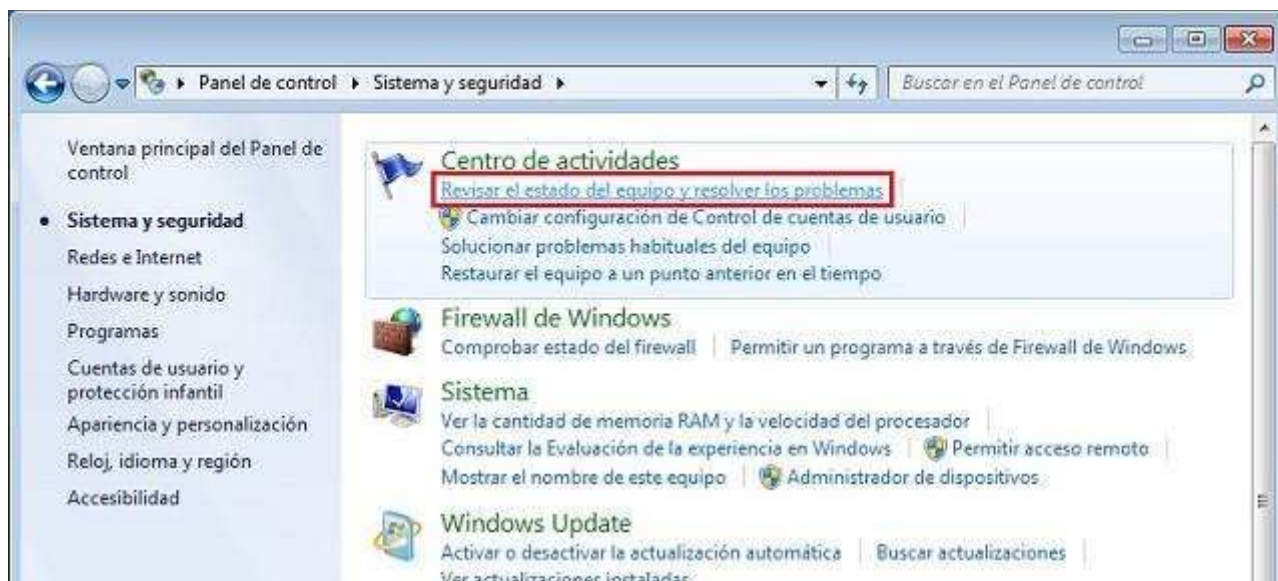 Panel de control ▸ Sistema y seguridad ▸
Buscar en el Panel de control
Ventana principal del Panel de
control
Sistema y seguridad
Redes e Internet
Hardware y sonido
Programas
Cuentas de usuario y
protección infantil
Apariencia y personalización
Reloj, idioma y región
Accesibilidad
Centro de actividades
Revisar el estado del equipo y resolver los problemas
Cambiar configuración de Control de cuentas de usuario
Solucionar problemas habituales del equipo
Restaurar el equipo a un punto anterior en el tiempo
Firewall de Windows
Comprobar estado del firewall | Permitir un programa a través de Firewall de Windows
Sistema
Ver la cantidad de memoria RAM y la velocidad del procesador
Consultar la Evaluación de la experiencia en Windows | Permitir acceso remoto
Mostrar el nombre de este equipo | Administrador de dispositivos
Windows Update
Activar o desactivar la actualización automática | Buscar actualizaciones
Ver actualizaciones instaladas